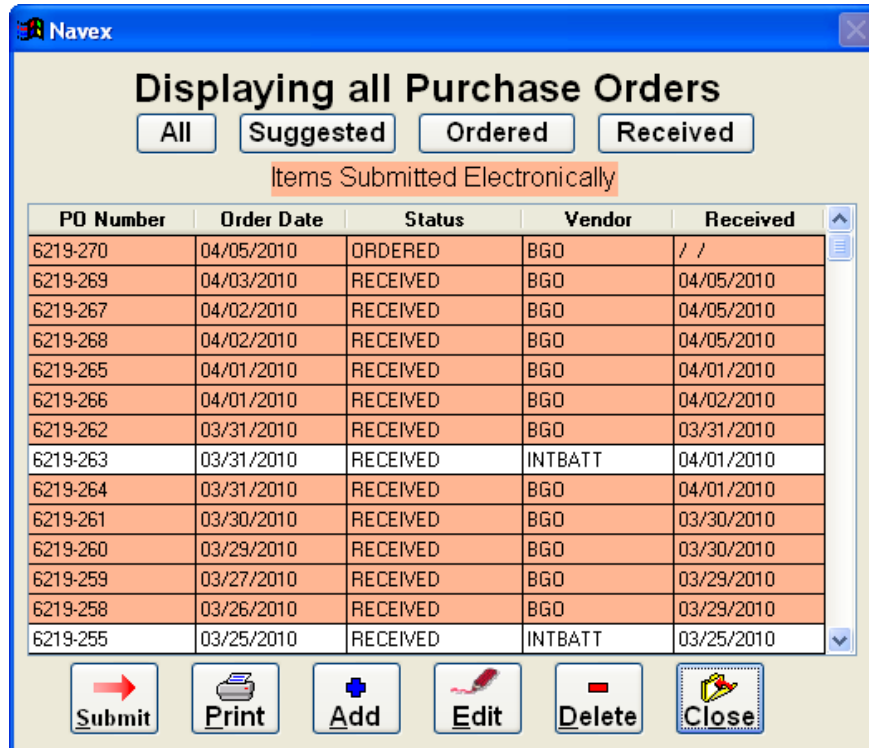 Navex
Displaying all Purchase Orders
All Suggested Ordered Received
Items Submitted Electronically
PO Number Order Date Status Vendor Received
6219-270 04/05/2010 ORDERED BGO / /
6219-269 04/03/2010 RECEIVED BGO 04/05/2010
6219-267 04/02/2010 RECEIVED BGO 04/05/2010
6219-268 04/02/2010 RECEIVED BGO 04/05/2010
6219-265 04/01/2010 RECEIVED BGO 04/01/2010
6219-266 04/01/2010 RECEIVED BGO 04/02/2010
6219-262 03/31/2010 RECEIVED BGO 03/31/2010
6219-263 03/31/2010 RECEIVED INTBATT 04/01/2010
6219-264 03/31/2010 RECEIVED BGO 04/01/2010
6219-261 03/30/2010 RECEIVED BGO 03/30/2010
6219-260 03/29/2010 RECEIVED BGO 03/30/2010
6219-259 03/27/2010 RECEIVED BGO 03/29/2010
6219-258 03/26/2010 RECEIVED BGO 03/29/2010
6219-255 03/25/2010 RECEIVED INTBATT 03/25/2010
Submit Print Add Edit Delete Close